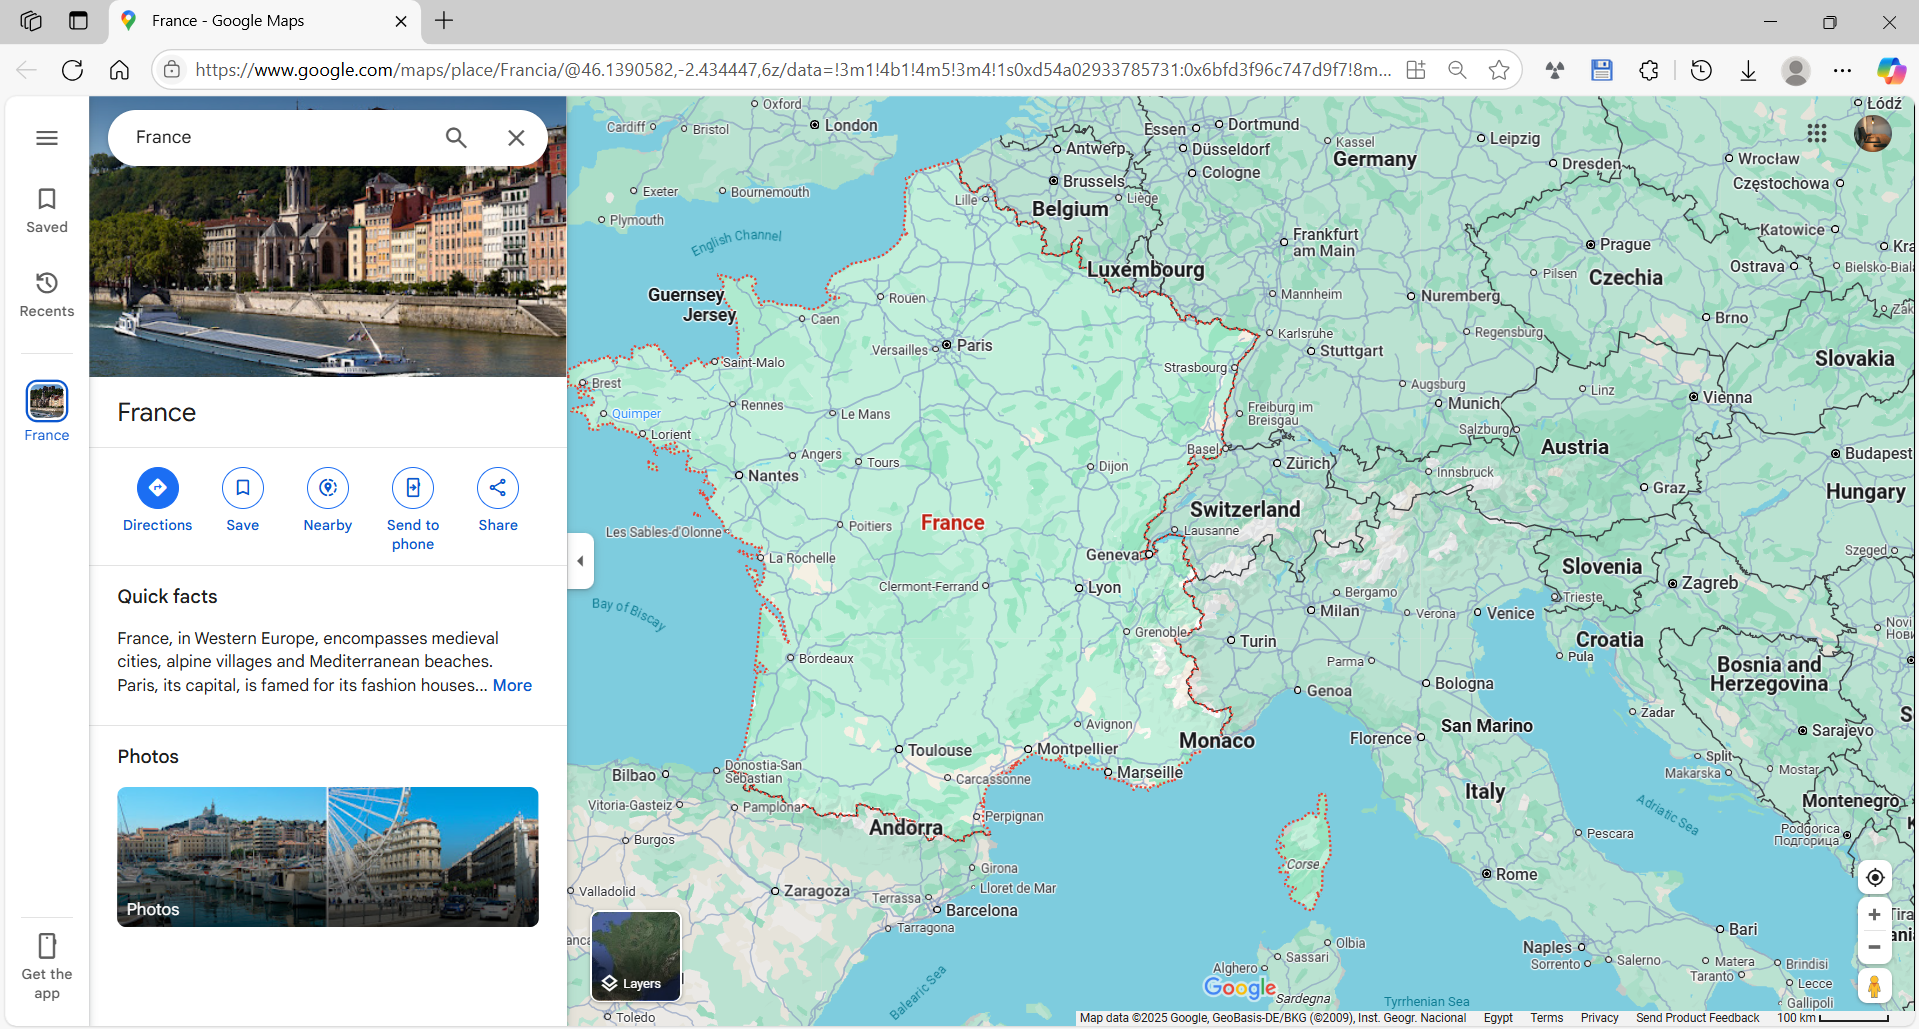 France - Google Maps
https://www.google.com/maps/place/Francia/@46.1390582,-2.434447,6z/data=!3m1!4b1!4m5!3m4!1s0xd54a02933785731:0x6bfd3f96c747d9f7!8m...
France
Saved
Recents
France
Get the
app
France
Directions
Save
Nearby
Send to
phone
Share
Quick facts
France, in Western Europe, encompasses medieval
cities, alpine villages and Mediterranean beaches.
Paris, its capital, is famed for its fashion houses... More
Photos
Photos
Oxford
Cardiff
Bristol
London
Essen
Dortmund
Łódź
Antwerp
Düsseldorf
Kassel
Germany
Leipzig
Dresden
Wrocław
Exeter
Bournemouth
Brussels
Cologne
Częstochowa
Plymouth
Lille
Belgium
Liège
English Channel
Frankfurt
am Main
Prague
Katowice
Kra
Luxembourg
Pilsen
Czechia
Ostrava
Bielsko-Biala
Guernsey
Jersey
Rouen
Mannheim
Nuremberg
Caen
Brno
Karlsruhe
Regensburg
Versailles
Paris
Stuttgart
Slovakia
Saint-Malo
Strasbourg
Brest
Augsburg
Linz
Quimper
Rennes
Le Mans
Freiburg im
Breisgau
Munich
Vienna
Lorient
Salzburg
Angers
Tours
Basel
Austria
Budapest
Nantes
Dijon
Zürich
Innsbruck
Graz
Hungary
Les Sables-d'Olonne
Poitiers
France
Switzerland
Lausanne
La Rochelle
Geneva
Szeged
Clermont-Ferrand
Lyon
Slovenia
Zagreb
Bay of Biscay
Bergamo
Trieste
Milan
Verona
Venice
Grenoble
Turin
Croatia
Novi
Нови
Bordeaux
Parma
Pula
Bosnia and
Herzegovina
Genoa
Bologna
Avignon
San Marino
Zadar
S
Toulouse
Montpellier
Monaco
Florence
Sarajevo
Bilbao
Donostia-San
Sebastian
Carcassonne
Marseille
Split
Mostar
Makarska
Vitoria-Gasteiz
Pamplona
Perpignan
Italy
Adriatic Sea
Montenegro
Andorra
Burgos
Pescara
Podgorica
Подгорица
Girona
Corse
Valladolid
Zaragoza
Lloret de Mar
Rome
Terrassa
Barcelona
Tarragona
Bari
Tira
Layers
Olbia
Naples
Sassari
Alghero
Sorrento
Salerno
Matera
Taranto
Brindisi
Lecce
Balearic Sea
Google
Sardegna
Tyrrhenian Sea
Gallipoli
Toledo
Map data ©2025 Google, GeoBasis-DE/BKG (©2009), Inst. Geogr. Nacional Egypt Terms Privacy Send Product Feedback 100 km